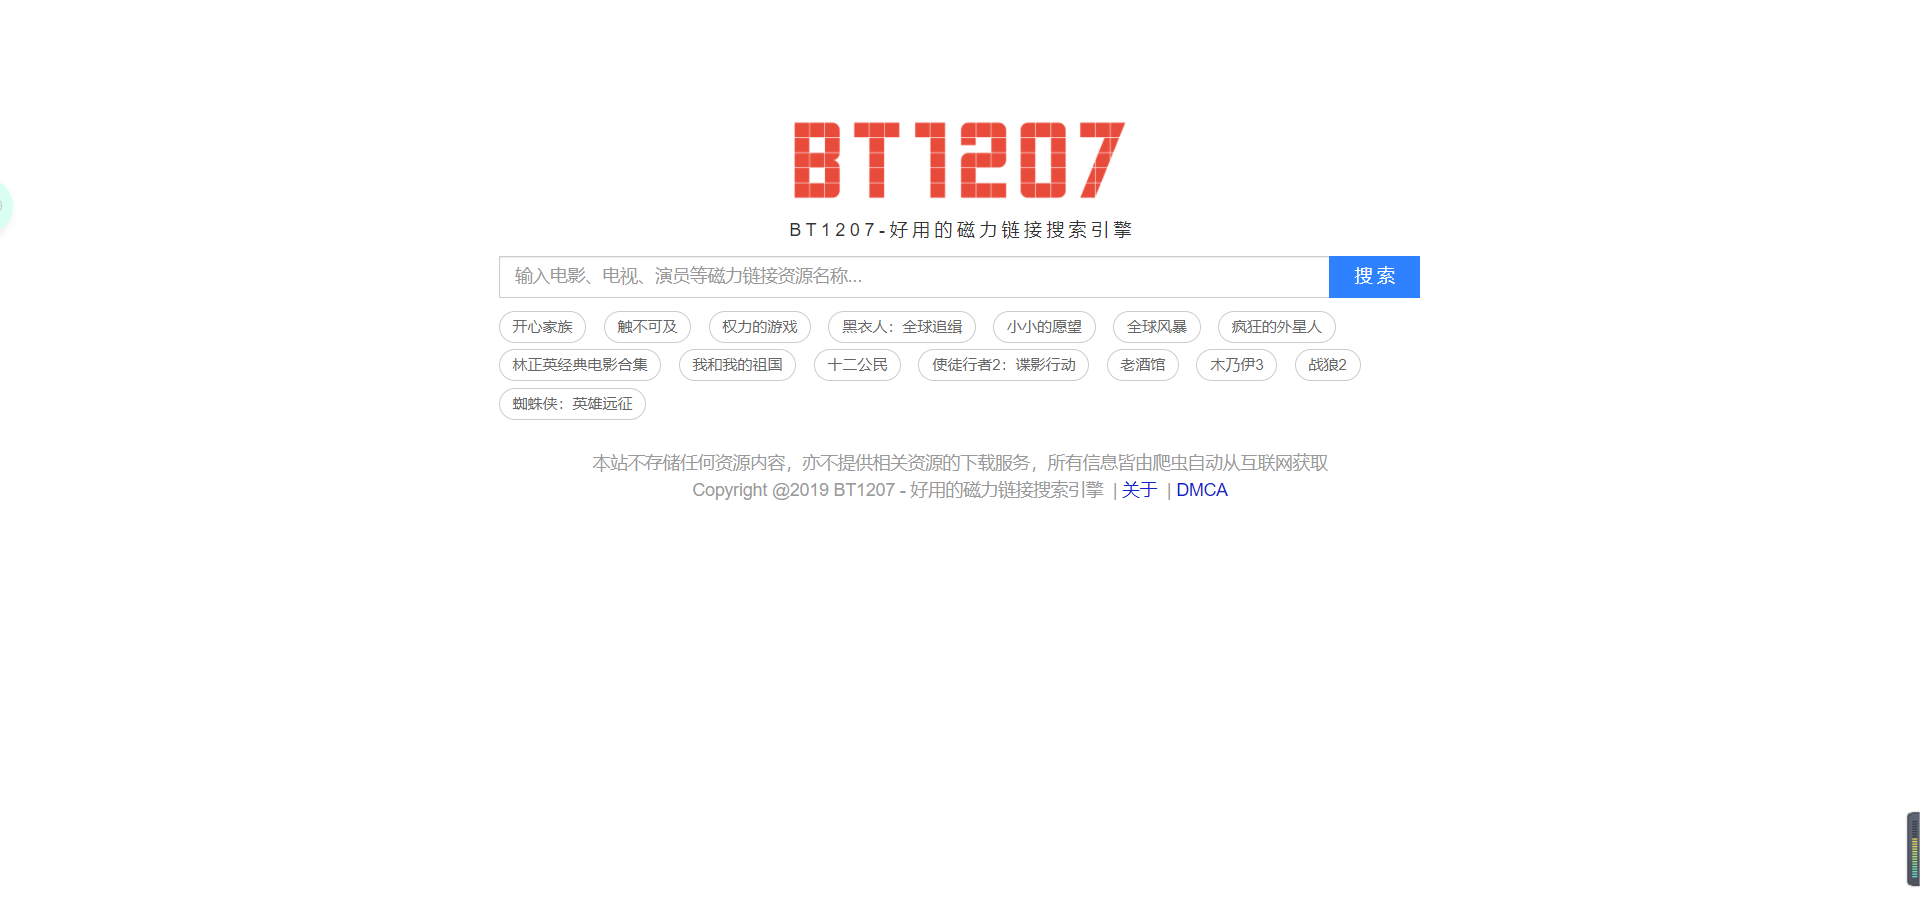 BT1207
BT1207-好用的磁力链接搜索引擎
输入电影、电视、演员等磁力链接资源名称... 搜索
开心家族 触不可及 权力的游戏 黑衣人：全球追缉 小小的愿望 全球风暴 疯狂的外星人
林正英经典电影合集 我和我的祖国 十二公民 使徒行者2：谍影行动 老酒馆 木乃伊3 战狼2
蜘蛛侠：英雄远征
本站不存储任何资源内容，亦不提供相关资源的下载服务，所有信息皆由爬虫自动从互联网获取
Copyright @2019 BT1207 - 好用的磁力链接搜索引擎 | 关于 | DMCA